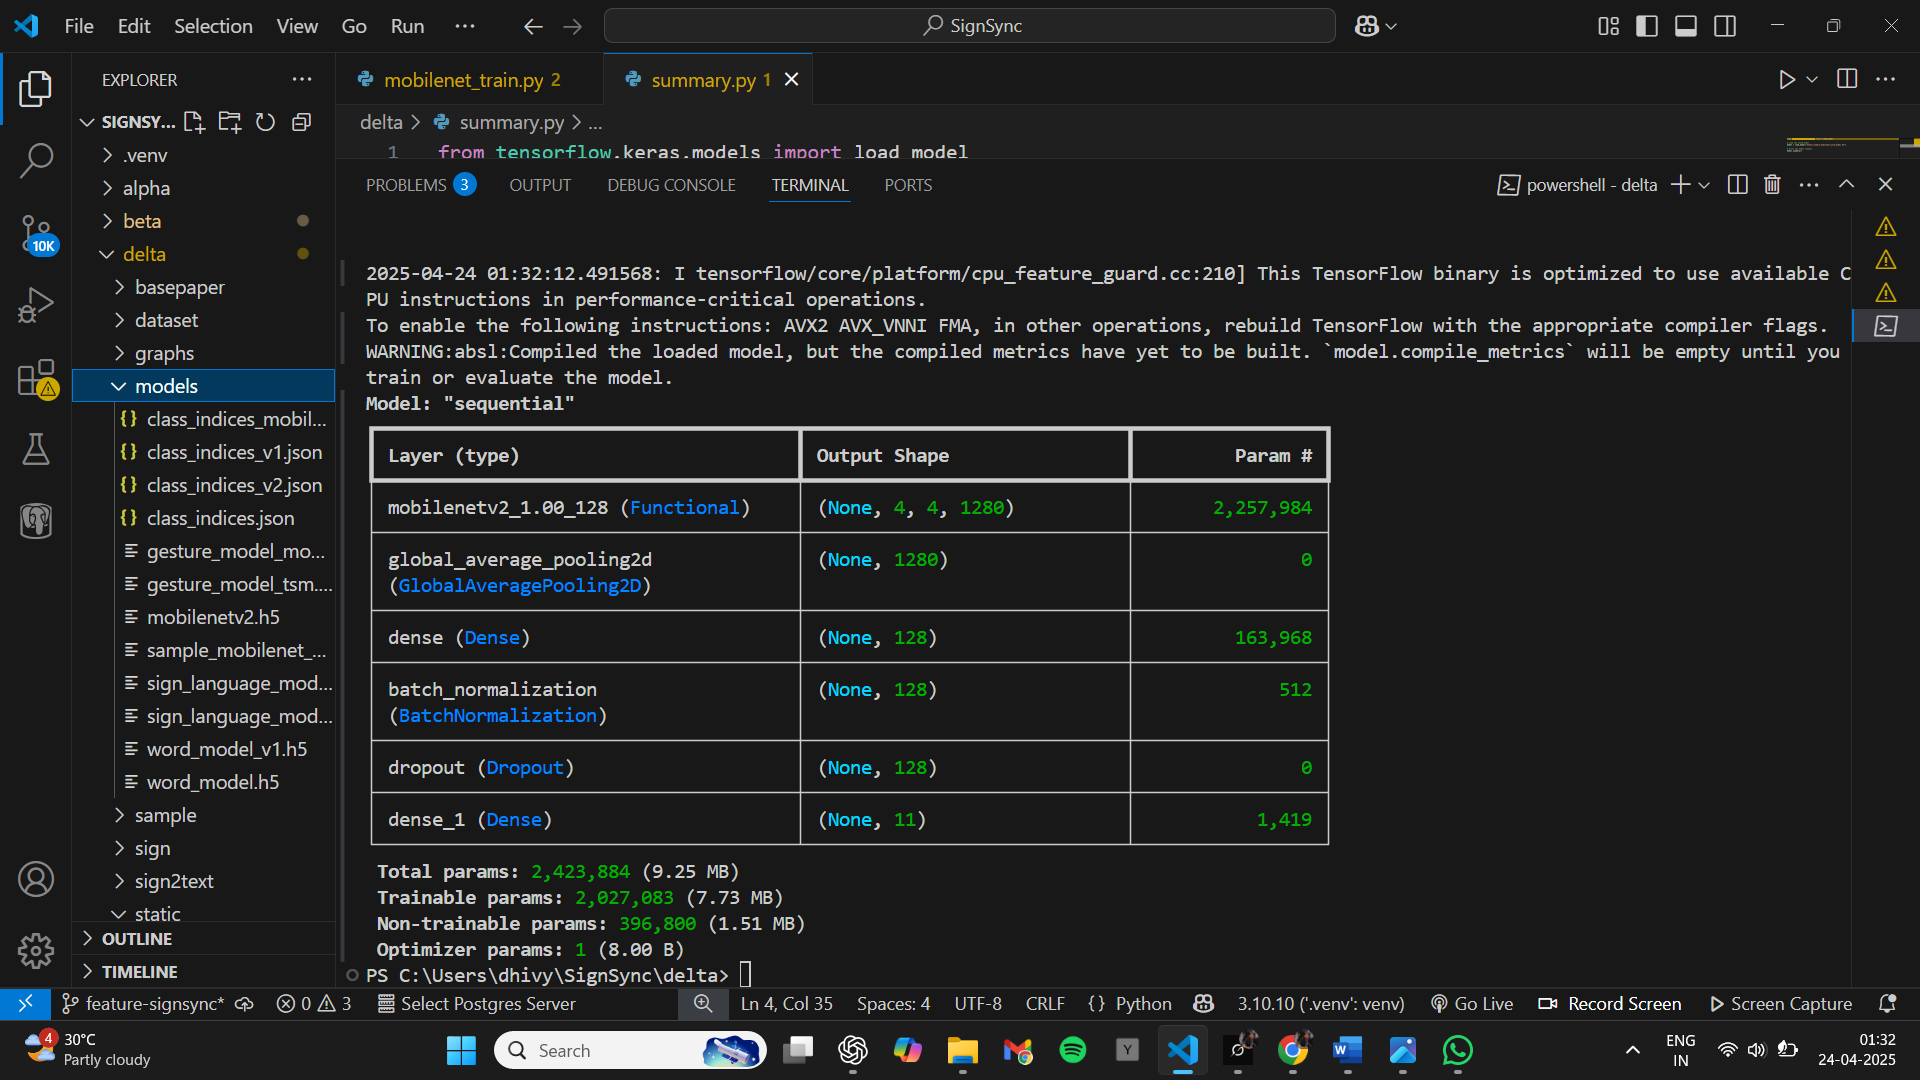 File Edit Selection View Go Run ··· SignSync
EXPLORER
SIGNSY...
.venv
alpha
beta
delta
basepaper
dataset
graphs
models
{} class_indices_mobil...
{} class_indices_v1.json
{} class_indices_v2.json
{} class_indices.json
gesture_model_mo...
gesture_model_tsm....
mobilenetv2.h5
sample_mobilenet_...
sign_language_mod...
sign_language_mod...
word_model_v1.h5
word_model.h5
sample
sign
sign2text
static
OUTLINE
TIMELINE
10K
mobilenet_train.py 2 summary.py 1
delta > summary.py > ...
1 from tensorflow.keras.models import load_model
PROBLEMS 3 OUTPUT DEBUG CONSOLE TERMINAL PORTS powershell - delta
2025-04-24 01:32:12.491568: I tensorflow/core/platform/cpu_feature_guard.cc:210] This TensorFlow binary is optimized to use available C
PU instructions in performance-critical operations.
To enable the following instructions: AVX2 AVX_VNNI FMA, in other operations, rebuild TensorFlow with the appropriate compiler flags.
WARNING:absl:Compiled the loaded model, but the compiled metrics have yet to be built. `model.compile_metrics` will be empty until you
train or evaluate the model.
Model: "sequential"
Layer (type) Output Shape Param #
mobilenetv2_1.00_128 (Functional) (None, 4, 4, 1280) 2,257,984
global_average_pooling2d (None, 1280) 0
(GlobalAveragePooling2D)
dense (Dense) (None, 128) 163,968
batch_normalization (None, 128) 512
(BatchNormalization)
dropout (Dropout) (None, 128) 0
dense_1 (Dense) (None, 11) 1,419
Total params: 2,423,884 (9.25 MB)
Trainable params: 2,027,083 (7.73 MB)
Non-trainable params: 396,800 (1.51 MB)
Optimizer params: 1 (8.00 B)
PS C:\Users\dhivy\SignSync\delta>
feature-signsync* 0 3 Select Postgres Server Ln 4, Col 35 Spaces: 4 UTF-8 CRLF {} Python 3.10.10 ('.venv': venv) Go Live Record Screen Screen Capture
4 30°C
Partly cloudy
Search
Y
ENG
IN
01:32
24-04-2025